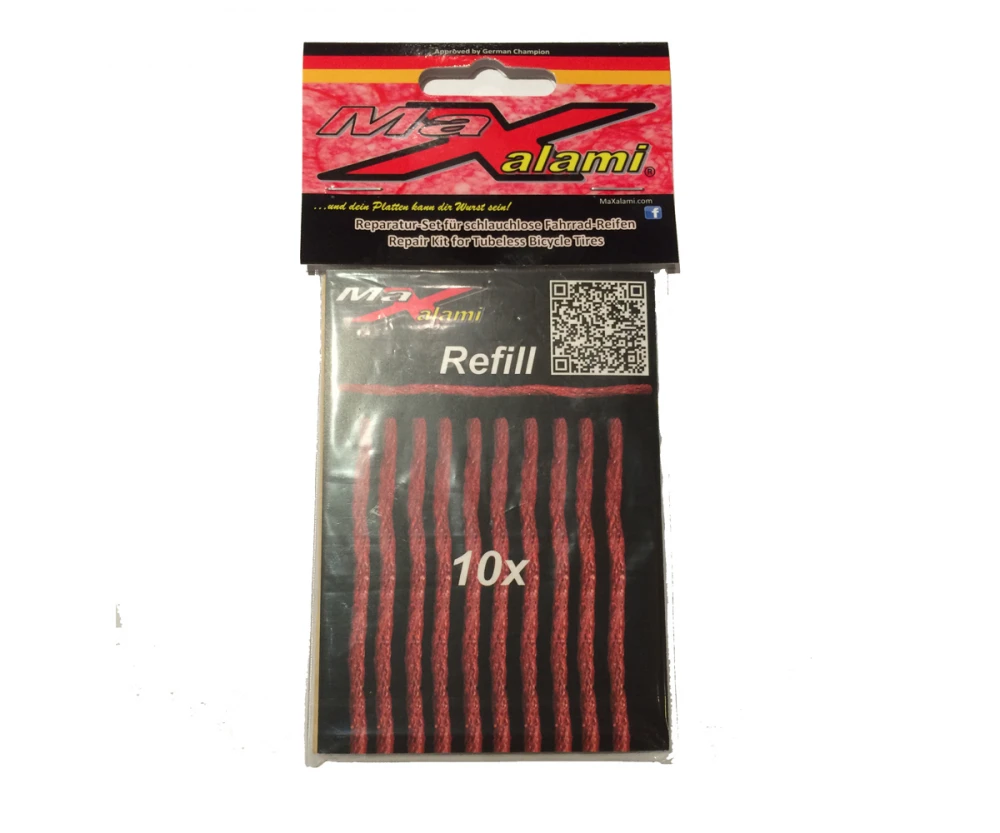 Approved by German Champion
MaXalami®
MaXalami.com
...und dein Platten kann dir Wurst sein!
f
Reparatur-Set für schlauchlose Fahrrad-Reifen
Repair Kit for Tubeless Bicycle Tires
MaXalami
Refill
10x